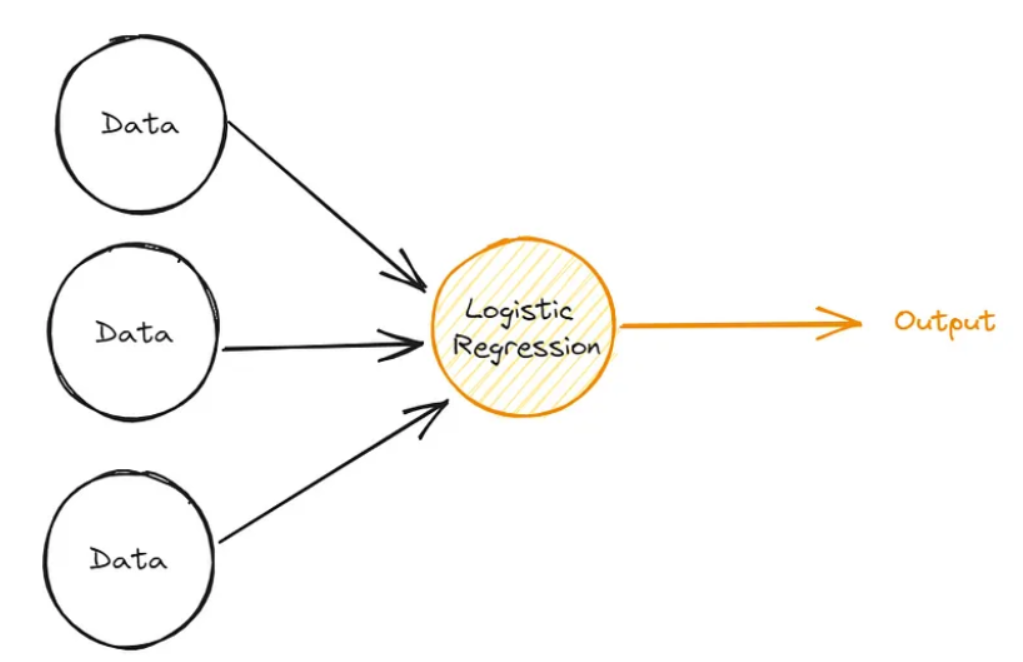 Data
Data
Logistic
Regression
Output
Data